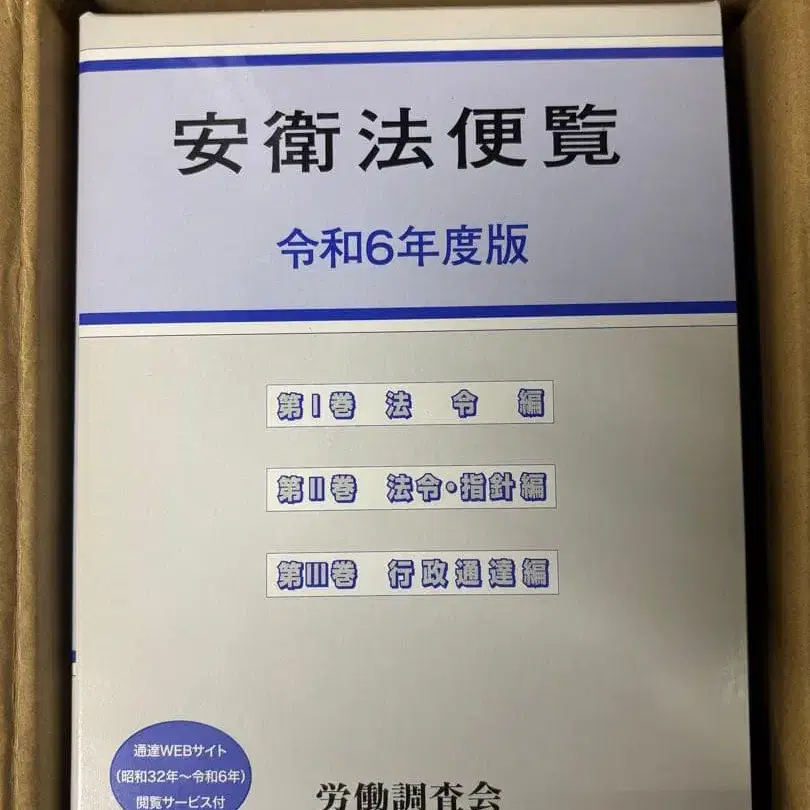 安衛法便覧
令和6年度版
第Ⅰ巻 法令編
第Ⅱ巻 法令・指針編
第Ⅲ巻 行政通達編
通達WEBサイト
(昭和32年〜令和6年)
閲覧サービス付
労働調査会